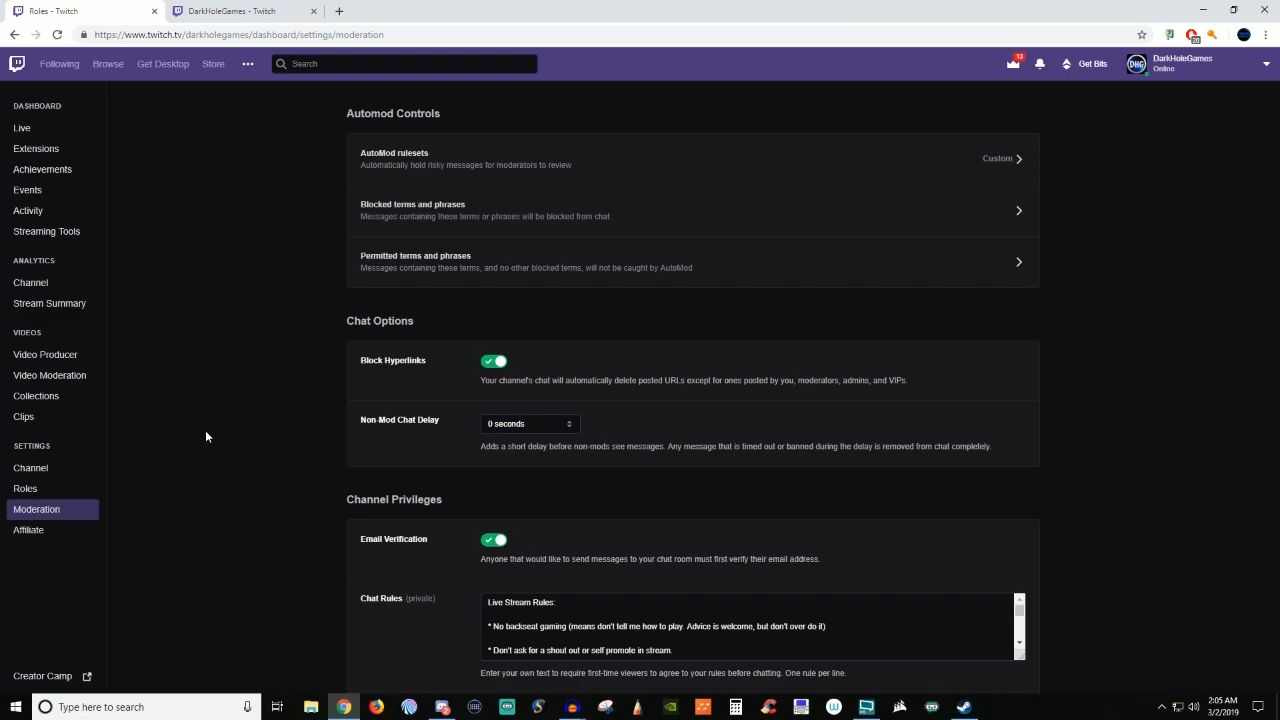 Roles - Twitch
DarkHoleGames - Twitch
https://www.twitch.tv/darkholegames/dashboard/settings/moderation
20
Following
Browse
Get Desktop
Store
Search
13
Get Bits
DHG
DarkHoleGames
Online
DASHBOARD
Live
Extensions
Achievements
Events
Activity
Streaming Tools
ANALYTICS
Channel
Stream Summary
VIDEOS
Video Producer
Video Moderation
Collections
Clips
SETTINGS
Channel
Roles
Moderation
Affiliate
Creator Camp
Automod Controls
AutoMod rulesets
Automatically hold risky messages for moderators to review
Custom
Blocked terms and phrases
Messages containing these terms or phrases will be blocked from chat
Permitted terms and phrases
Messages containing these terms, and no other blocked terms, will not be caught by AutoMod
Chat Options
Block Hyperlinks
Your channel's chat will automatically delete posted URLs except for ones posted by you, moderators, admins, and VIPs.
Non-Mod Chat Delay
0 seconds
Adds a short delay before non-mods see messages. Any message that is timed out or banned during the delay is removed from chat completely.
Channel Privileges
Email Verification
Anyone that would like to send messages to your chat room must first verify their email address.
Chat Rules (private)
Live Stream Rules:
* No backseat gaming (means don't tell me how to play. Advice is welcome, but don't over do it)
* Don't ask for a shout out or self promote in stream.
Enter your own text to require first-time viewers to agree to your rules before chatting. One rule per line.
Type here to search
2:05 AM
3/2/2019